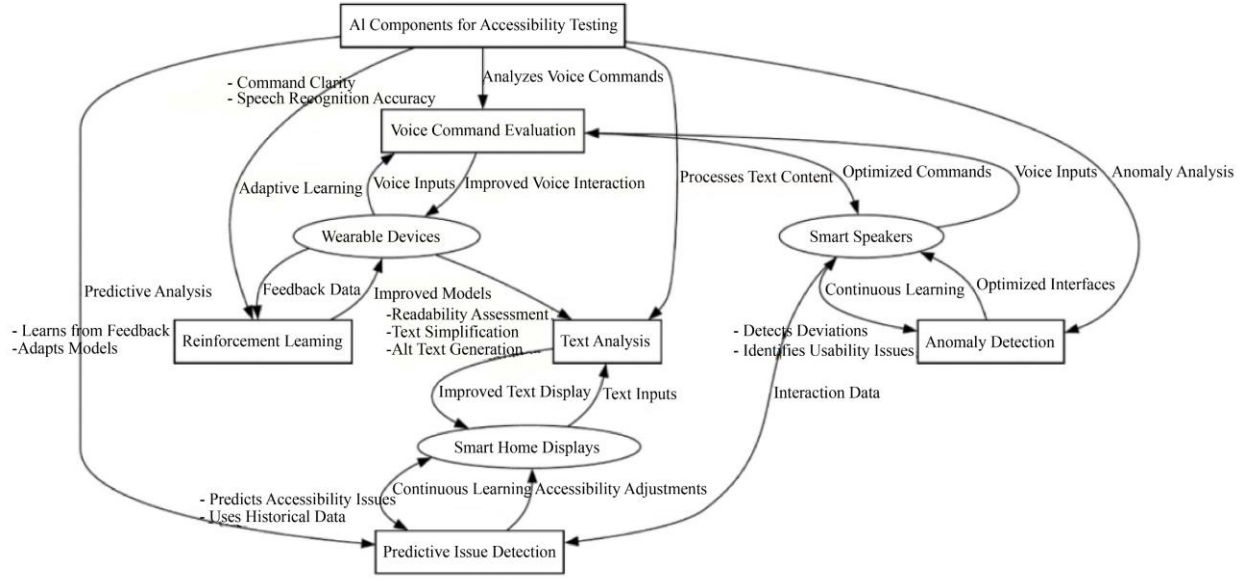 AI Components for Accessibility Testing
- Command Clarity
- Speech Recognition Accuracy
Analyzes Voice Commands
Voice Command Evaluation
Adaptive Learning
Voice Inputs
Improved Voice Interaction
Processes Text Content
Optimized Commands
Voice Inputs
Anomaly Analysis
Wearable Devices
Smart Speakers
Predictive Analysis
Feedback Data
Improved Models
Continuous Learning
Optimized Interfaces
- Learns from Feedback
-Adapts Models
Reinforcement Leaming
-Readability Assessment
-Text Simplification
-Alt Text Generation ...
Text Analysis
- Detects Deviations
- Identifies Usability Issues
Anomaly Detection
Improved Text Display
Text Inputs
Interaction Data
Smart Home Displays
- Predicts Accessibility Issues
- Uses Historical Data
Continuous Learning
Accessibility Adjustments
Predictive Issue Detection